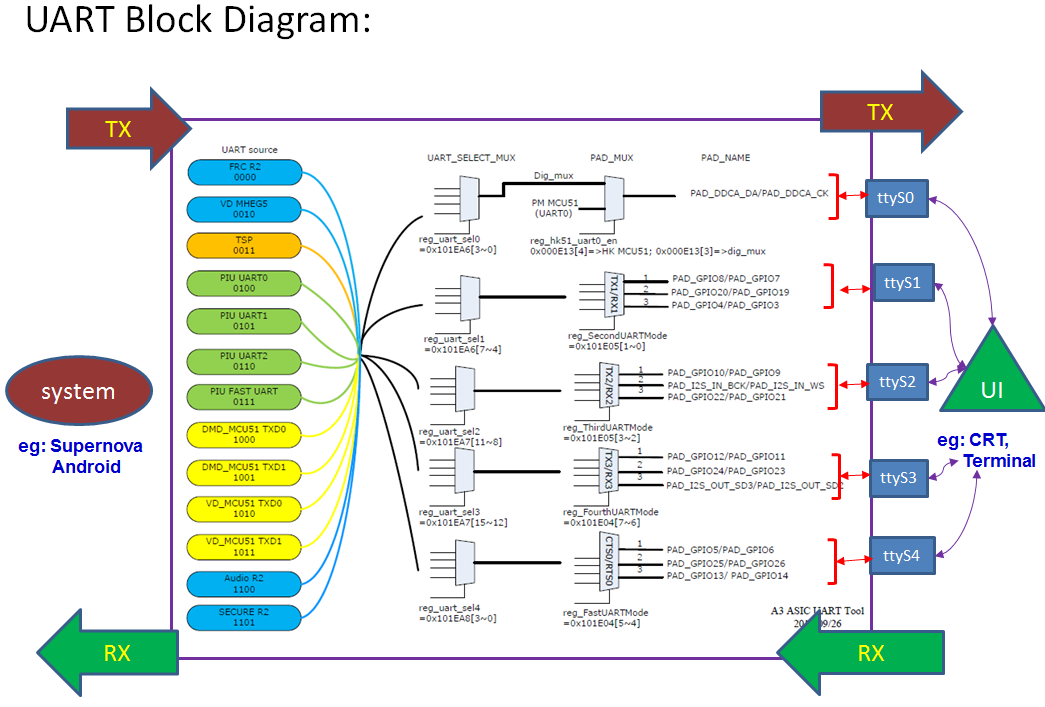 UART Block Diagram:
TX
TX
UART source
FRC R2
0000
VD MHEG5
0010
TSP
0011
PIU UART0
0100
PIU UART1
0101
PIU UART2
0110
PIU FAST UART
0111
DMD_MCU51 TXD0
1000
DMD_MCU51 TXD1
1001
VD_MCU51 TXD0
1010
VD_MCU51 TXD1
1011
Audio R2
1100
SECURE R2
1101
system
eg: Supernova
Android
UART_SELECT_MUX
PAD_MUX
PAD_NAME
Dig_mux
PM MCU51
(UART0)
PAD_DDCA_DA/PAD_DDCA_CK
reg_uart_sel0
=0x101EA6[3~0]
reg_hk51_uart0_en
0x000E13[4]=>HK MCU51; 0x000E13[3]=>dig_mux
TX1/RX1
1
2
3
PAD_GPIO8/PAD_GPIO7
PAD_GPIO20/PAD_GPIO19
PAD_GPIO4/PAD_GPIO3
reg_uart_sel1
=0x101EA6[7~4]
reg_SecondUARTMode
=0x101E05[1~0]
TX2/RX2
1
2
3
PAD_GPIO10/PAD_GPIO9
PAD_I2S_IN_BCK/PAD_I2S_IN_WS
PAD_GPIO22/PAD_GPIO21
reg_uart_sel2
=0x101EA7[11~8]
reg_ThirdUARTMode
=0x101E05[3~2]
TX3/RX3
1
2
3
PAD_GPIO12/PAD_GPIO11
PAD_GPIO24/PAD_GPIO23
PAD_I2S_OUT_SD3/PAD_I2S_OUT_SD2
reg_uart_sel3
=0x101EA7[15~12]
reg_FourthUARTMode
=0x101E04[7~6]
CTS0/RTS0
1
2
3
PAD_GPIO5/PAD_GPIO6
PAD_GPIO25/PAD_GPIO26
PAD_GPIO13/ PAD_GPIO14
reg_uart_sel4
=0x101EA8[3~0]
reg_FastUARTMode
=0x101E04[5~4]
A3 ASIC UART Tool
09/26
ttyS0
ttyS1
ttyS2
ttyS3
ttyS4
UI
eg: CRT,
Terminal
RX
RX